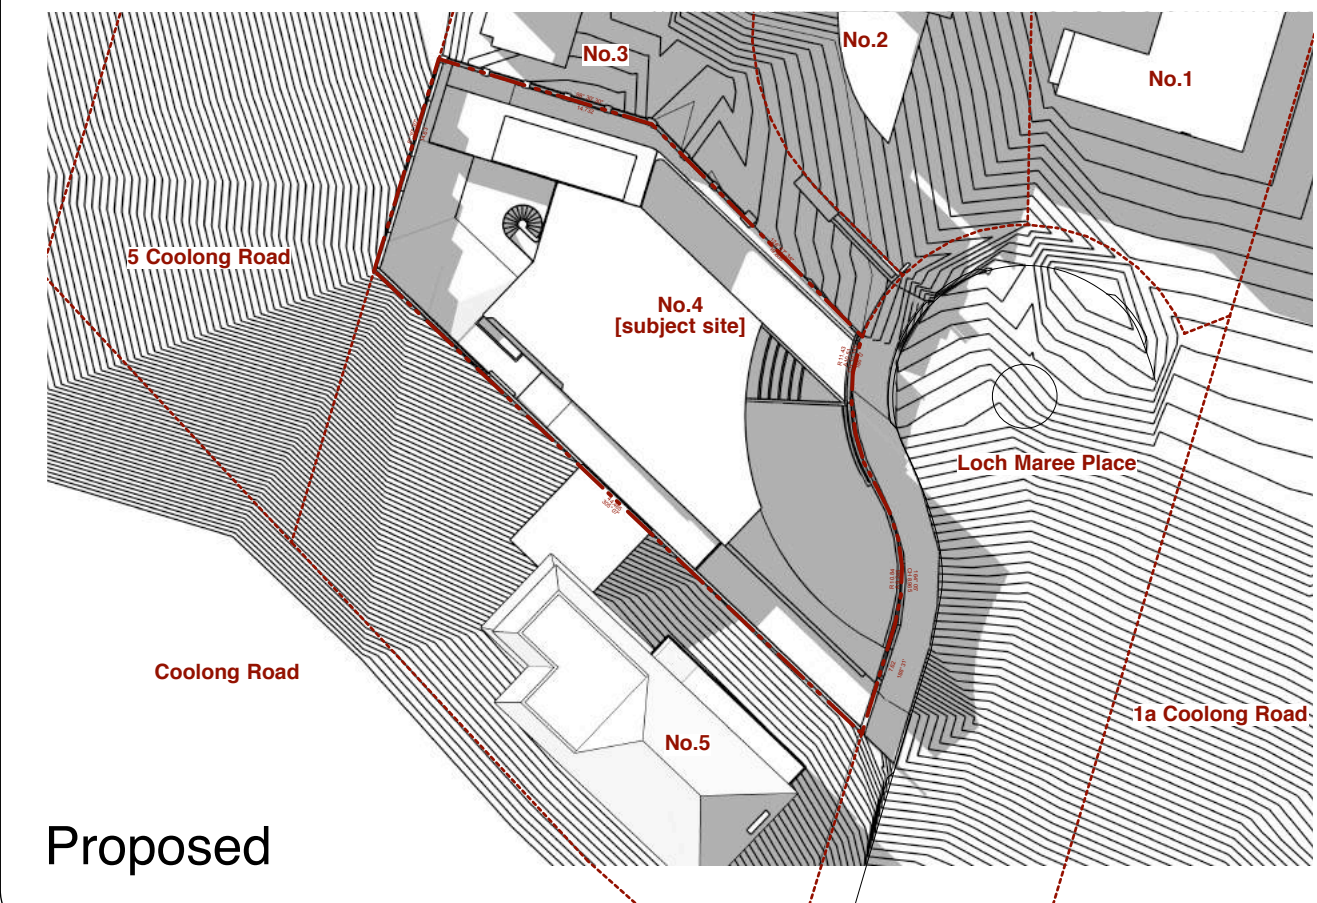 No.3
No.2
No.1
5 Coolong Road
No.4
[subject site]
Loch Maree Place
Coolong Road
1a Coolong Road
No.5
Proposed